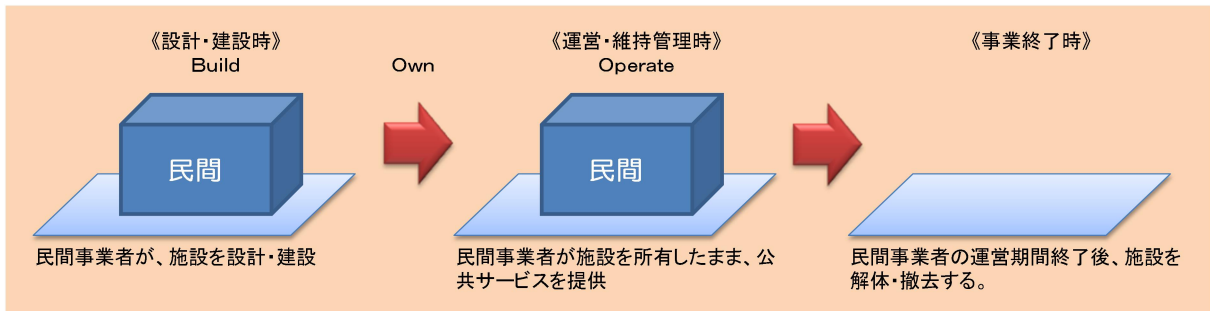 《設計・建設時》
Build
民間
民間事業者が、施設を設計・建設
Own
《運営・維持管理時》
Operate
民間
民間事業者が施設を所有したまま、公
共サービスを提供
《事業終了時》
民間事業者の運営期間終了後、施設を
解体・撤去する。